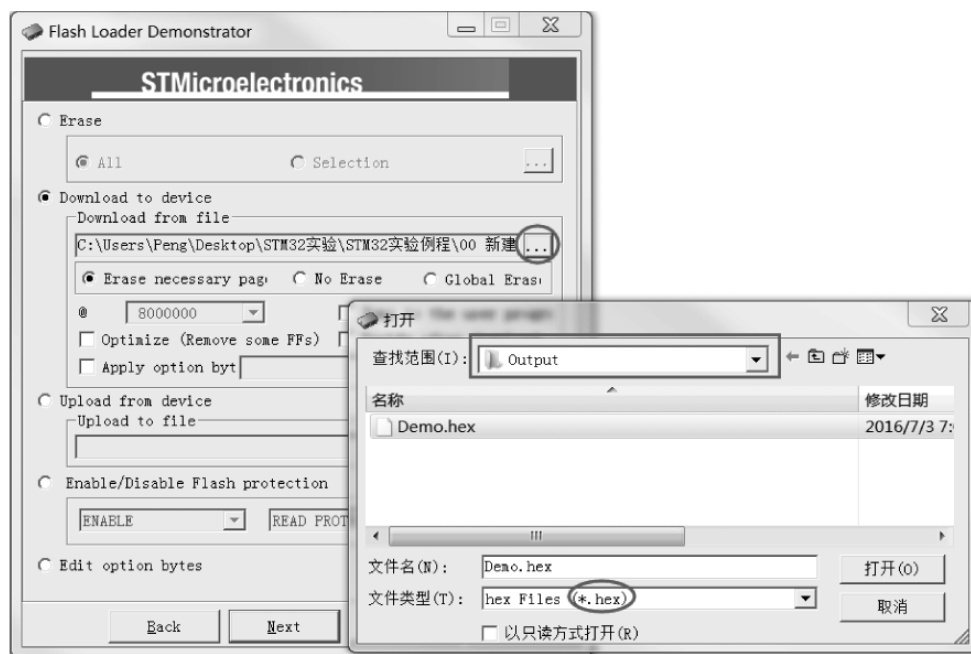 Flash Loader Demonstrator
STMicroelectronics
Erase
All
Selection
...
Download to device
Download from file
C:\Users\Peng\Desktop\STM32实验\STM32实验例程\00 新建
...
Erase necessary pag
No Erase
Global Eras
@
8000000
Optimize (Remove some FFs)
Apply option byt
Upload from device
Upload to file
Enable/Disable Flash protection
ENABLE
READ PROT
Edit option bytes
Back
Next
打开
查找范围(I):
Output
名称
修改日期
Demo.hex
2016/7/3 7:
文件名(N):
Demo.hex
打开(O)
文件类型(T):
hex Files (*.hex)
取消
以只读方式打开(R)